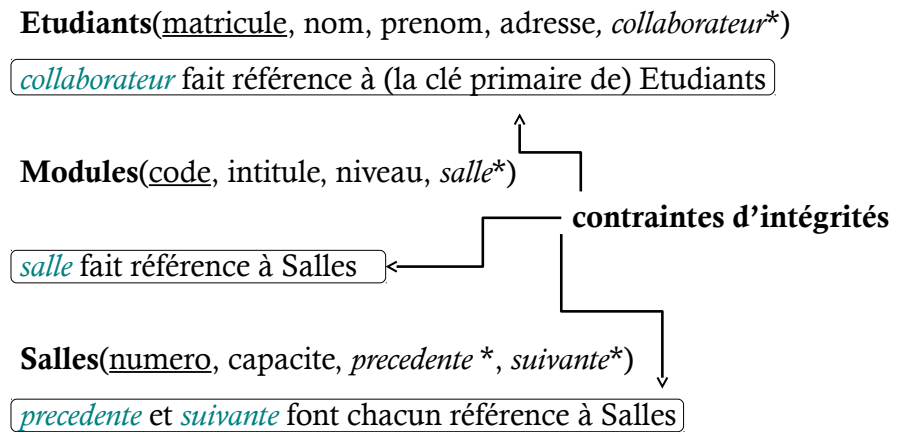 Etudiants(matricule, nom, prenom, adresse, collaborateur*)
collaborateur fait référence à (la clé primaire de) Etudiants
Modules(code, intitule, niveau, salle*)
contraintes d'intégrités
salle fait référence à Salles
Salles(numero, capacite, precedente *, suivante*)
precedente et suivante font chacun référence à Salles